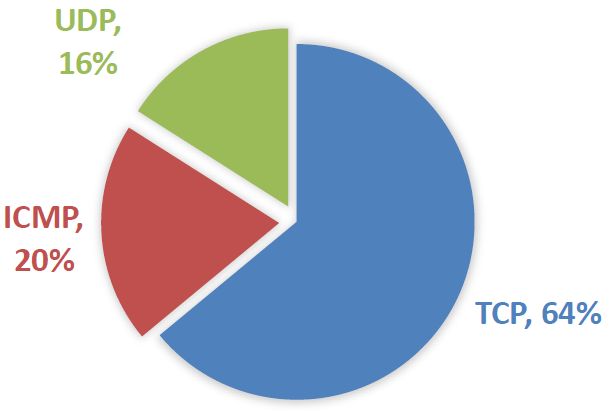 UDP,
16%
ICMP,
20%
TCP, 64%